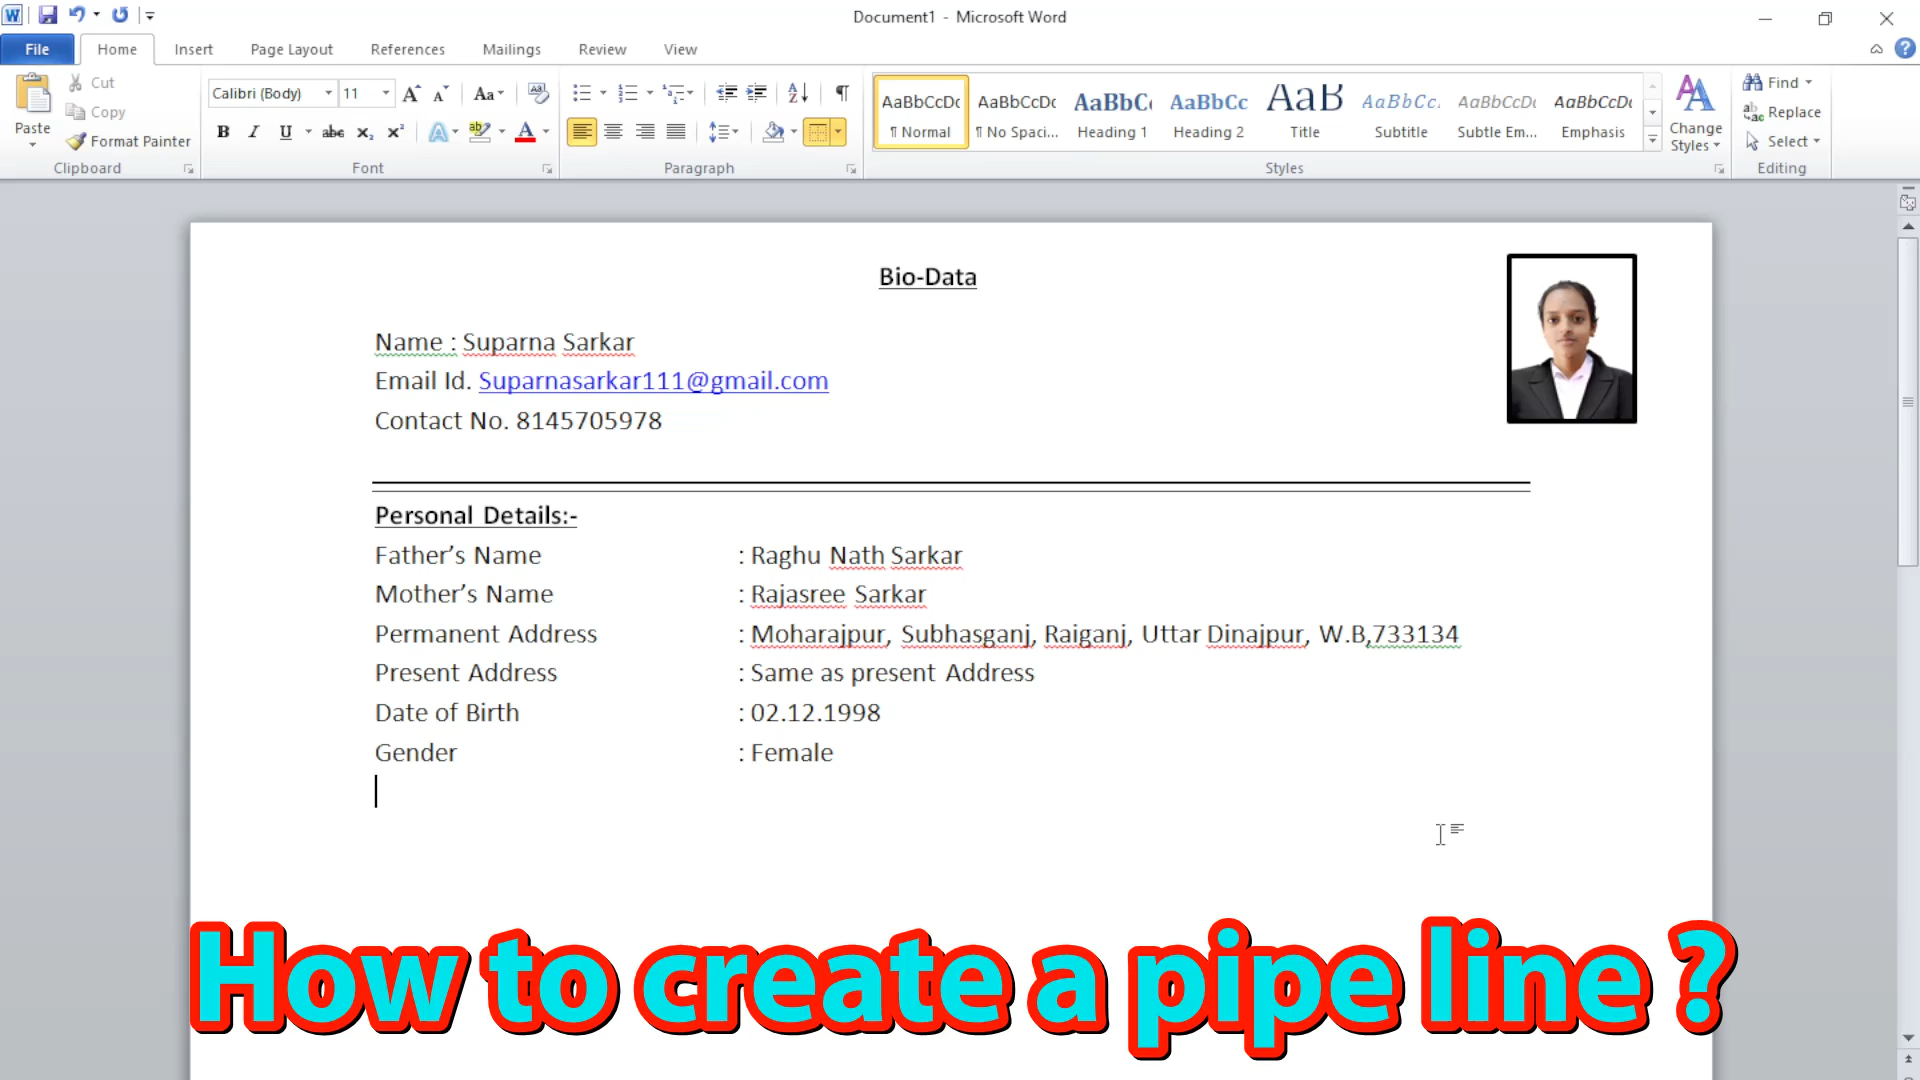 Document1 - Microsoft Word
File Home Insert Page Layout References Mailings Review View
Cut
Copy
Paste
Format Painter
Clipboard
Calibri (Body) 11
Font
Paragraph
AaBbCcDc AaBbCcDc AaBbC AaBbCc AaB AaBbCc. AaBbCcDc AaBbCcDc
¶ Normal ¶ No Spaci... Heading 1 Heading 2 Title Subtitle Subtle Em... Emphasis
Change Styles
Styles
Find
Replace
Select
Editing
Bio-Data
Name : Suparna Sarkar
Email Id. Suparnasarkar111@gmail.com
Contact No. 8145705978
Personal Details:-
Father’s Name : Raghu Nath Sarkar
Mother’s Name : Rajasree Sarkar
Permanent Address : Moharajpur, Subhasganj, Raiganj, Uttar Dinajpur, W.B,733134
Present Address : Same as present Address
Date of Birth : 02.12.1998
Gender : Female
How to create a pipe line ?